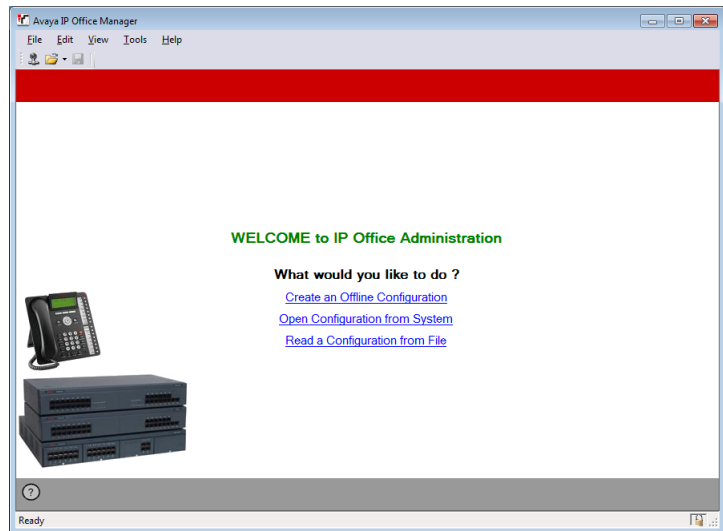 Avaya IP Office Manager
File Edit View Tools Help
WELCOME to IP Office Administration
What would you like to do ?
Create an Offline Configuration
Open Configuration from System
Read a Configuration from File
?
Ready